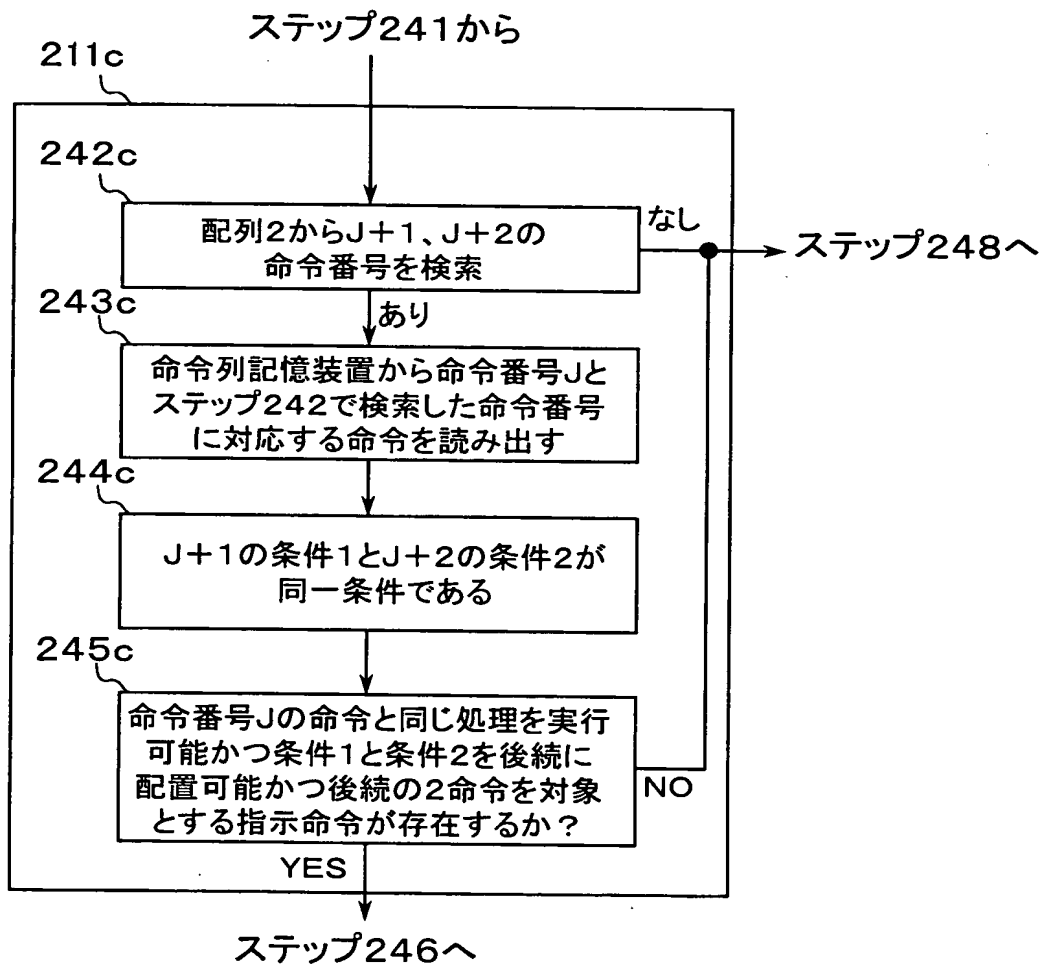 ステップ241から
211c
242c
配列2からJ+1、J+2の
命令番号を検索
なし
ステップ248へ
あり
243c
命令列記憶装置から命令番号Jと
ステップ242で検索した命令番号
に対応する命令を読み出す
244c
J+1の条件1とJ+2の条件2が
同一条件である
245c
命令番号Jの命令と同じ処理を実行
可能かつ条件1と条件2を後続に
配置可能かつ後続の2命令を対象
とする指示命令が存在するか?
NO
YES
ステップ246へ